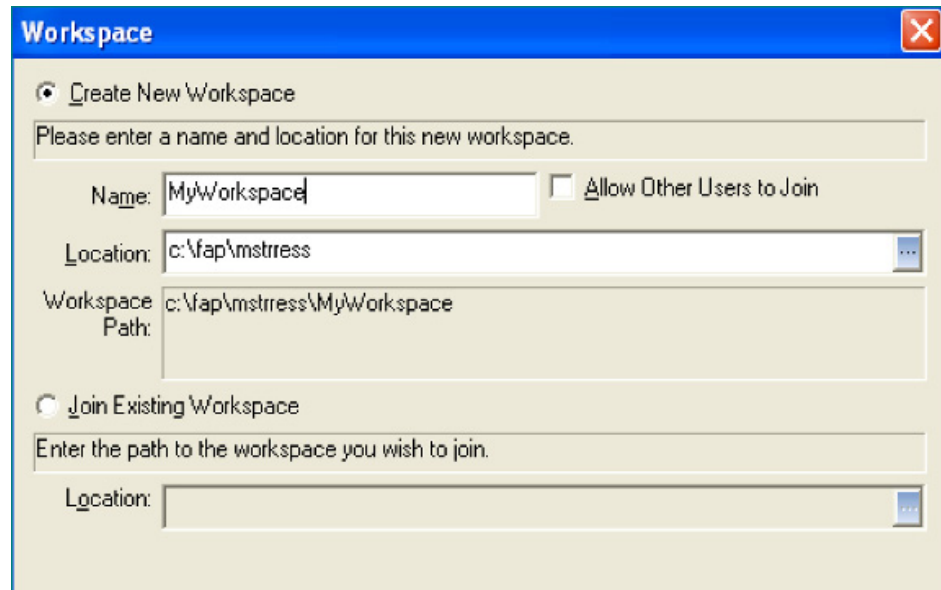 Workspace
Create New Workspace
Please enter a name and location for this new workspace.
Name: MyWorkspace Allow Other Users to Join
Location: c:\fap\mstrress ...
Workspace Path: c:\fap\mstrress\MyWorkspace
Join Existing Workspace
Enter the path to the workspace you wish to join.
Location: ...